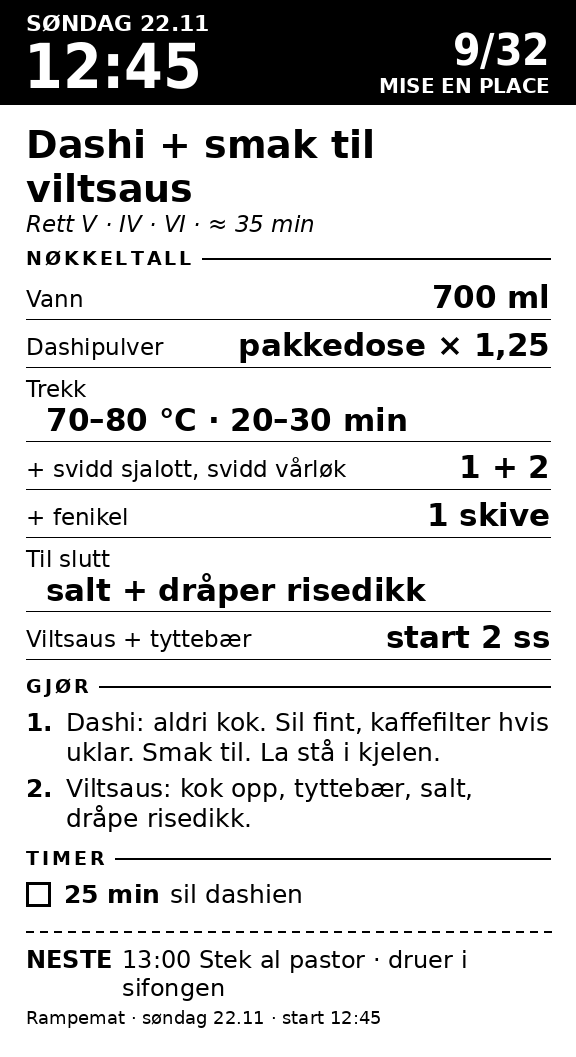 SØNDAG 22.11
12:45
9/32
MISE EN PLACE
Dashi + smak til
viltsaus
Rett V · IV · VI · ≈ 35 min
NØKKELTALL
Vann 700 ml
Dashipulver pakkedose × 1,25
Trekk
70–80 °C · 20–30 min
+ svidd sjalott, svidd vårløk 1 + 2
+ fenikel 1 skive
Til slutt
salt + dråper risedikk
Viltsaus + tyttebær start 2 ss
GJØR
1. Dashi: aldri kok. Sil fint, kaffefilter hvis
uklar. Smak til. La stå i kjelen.
2. Viltsaus: kok opp, tyttebær, salt,
dråpe risedikk.
TIMER
25 min sil dashien
NESTE 13:00 Stek al pastor · druer i
sifongen
Rampemat · søndag 22.11 · start 12:45